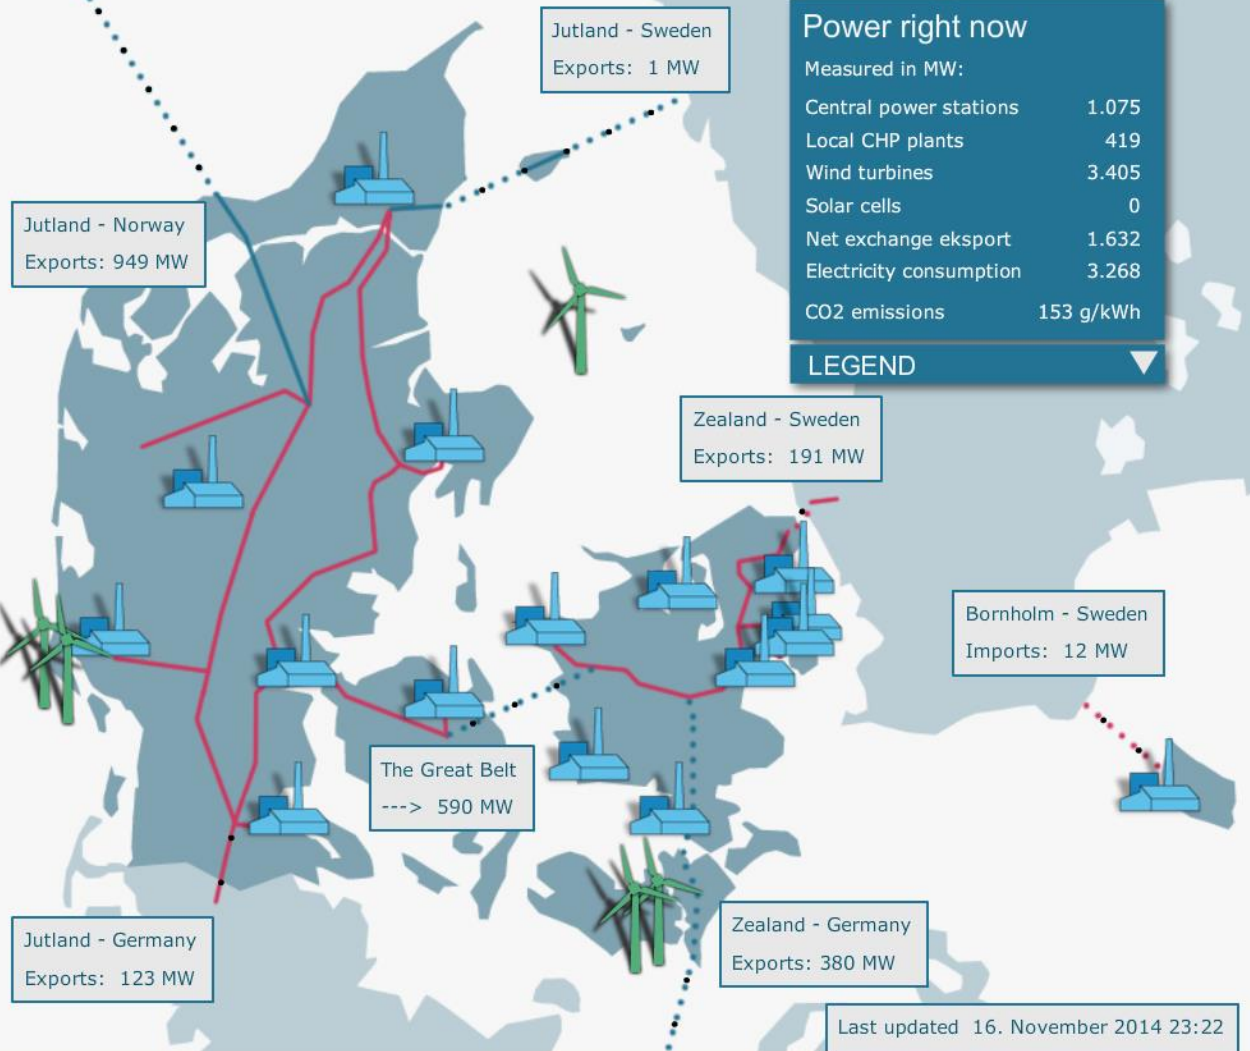 Jutland - Sweden
Exports: 1 MW
Power right now
Measured in MW:
Central power stations 1.075
Local CHP plants 419
Wind turbines 3.405
Solar cells 0
Net exchange eksport 1.632
Electricity consumption 3.268
CO2 emissions 153 g/kWh
LEGEND
Jutland - Norway
Exports: 949 MW
Zealand - Sweden
Exports: 191 MW
Bornholm - Sweden
Imports: 12 MW
The Great Belt
---> 590 MW
Jutland - Germany
Exports: 123 MW
Zealand - Germany
Exports: 380 MW
Last updated 16. November 2014 23:22